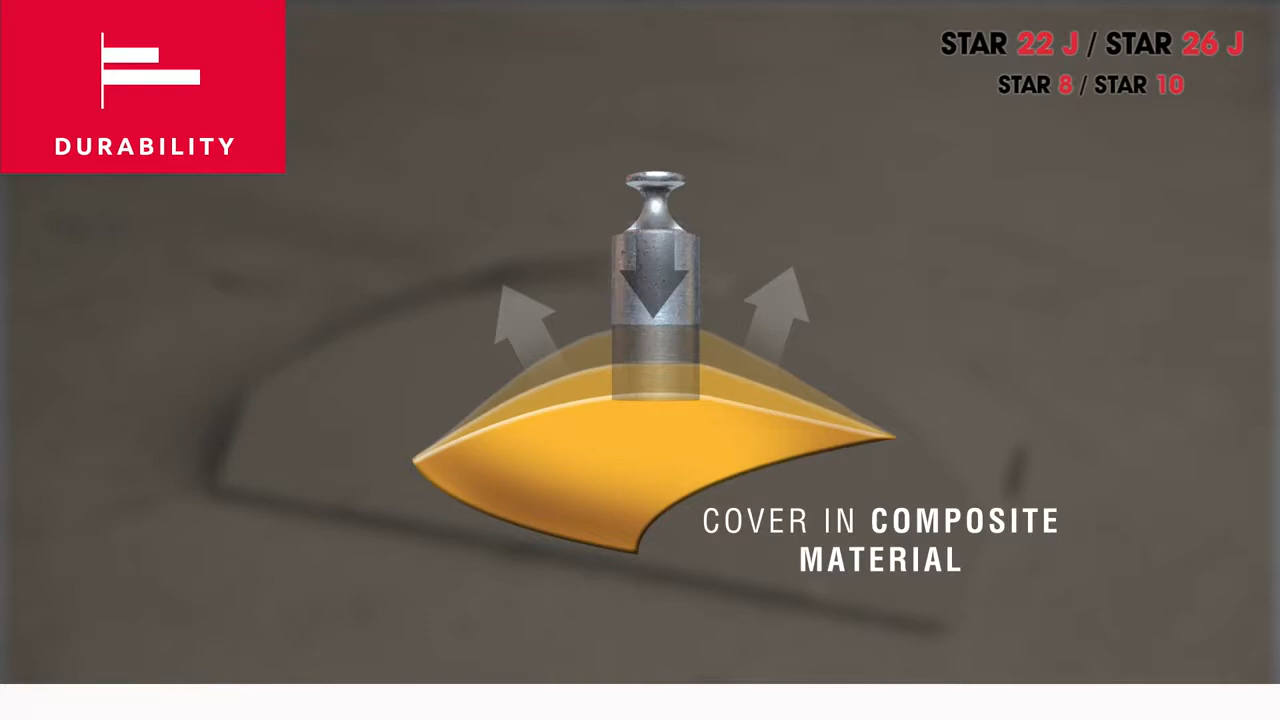 DURABILITY
STAR 22 J / STAR 26 J
STAR 8 / STAR 10
COVER IN COMPOSITE
MATERIAL